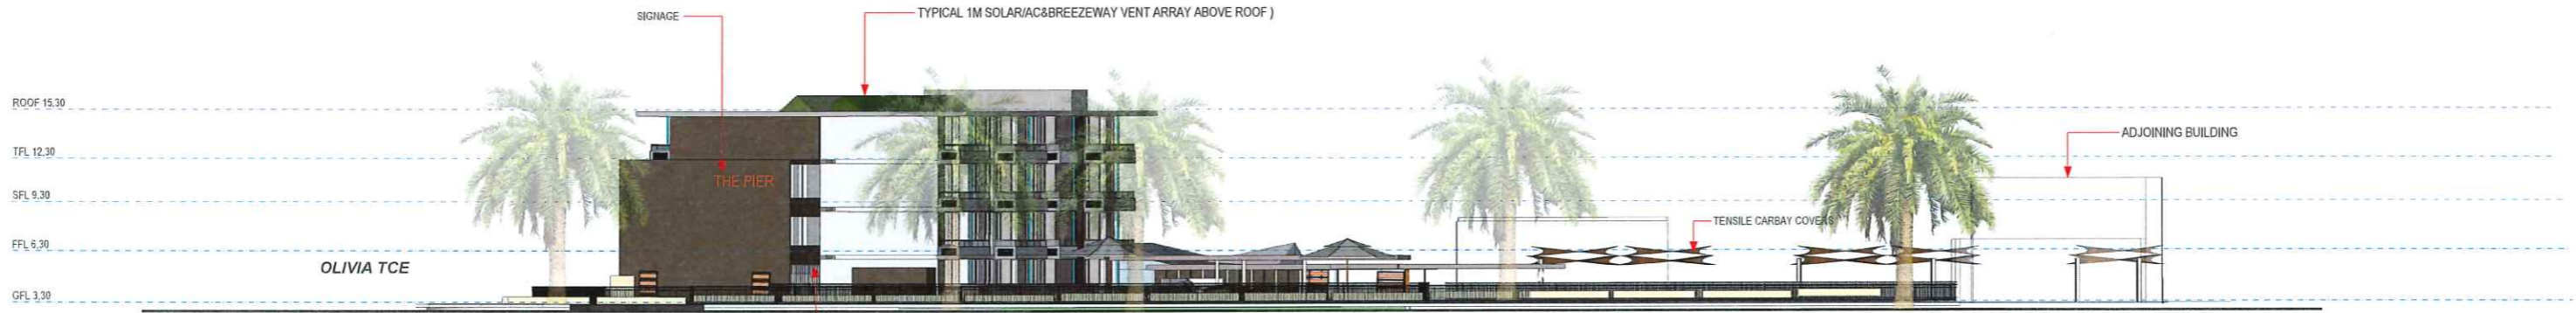 SIGNAGE
TYPICAL 1M SOLAR/AC&BREEZEWAY VENT ARRAY ABOVE ROOF )
ROOF 15,30
ADJOINING BUILDING
TFL 12,30
THE PIER
SFL 9,30
TENSILE CARBAY COVERS
FFL 6,30
OLIVIA TCE
GFL 3,30